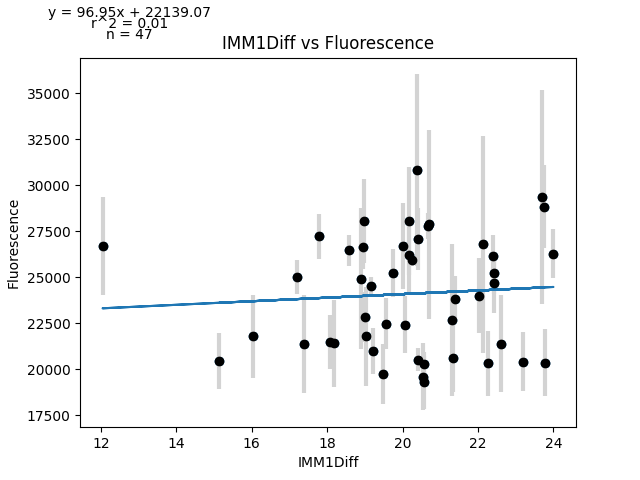 y = 96.95x + 22139.07
r^2 = 0.01
n = 47
IMM1Diff vs Fluorescence
35000
32500
30000
27500
25000
22500
20000
17500
Fluorescence
12 14 16 18 20 22 24
IMM1Diff